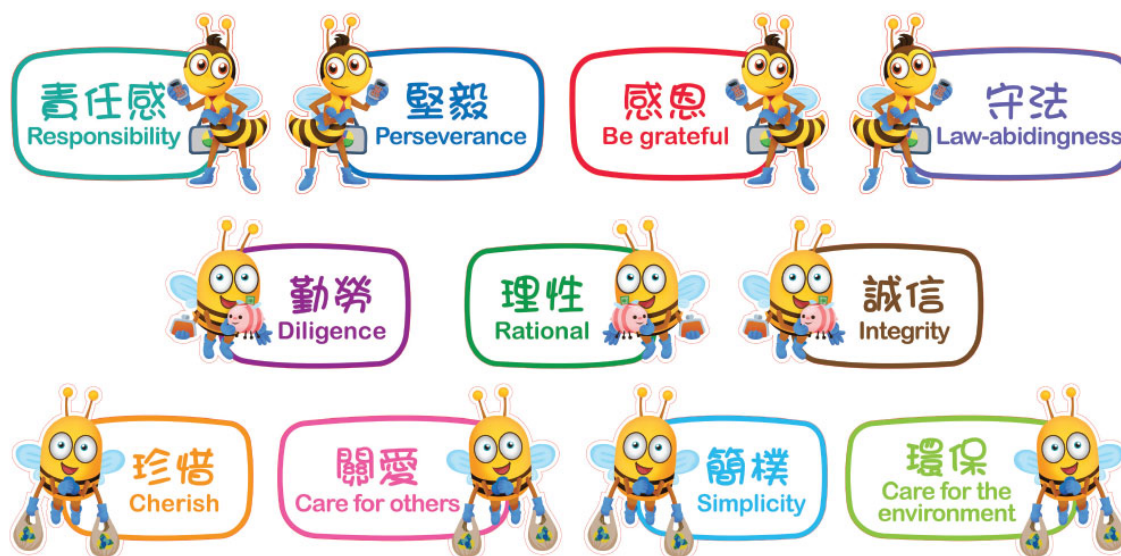 責任感
Responsibility
堅毅
Perseverance
感恩
Be grateful
守法
Law-abidingness
勤勞
Diligence
理性
Rational
誠信
Integrity
珍惜
Cherish
關愛
Care for others
簡樸
Simplicity
環保
Care for the
environment